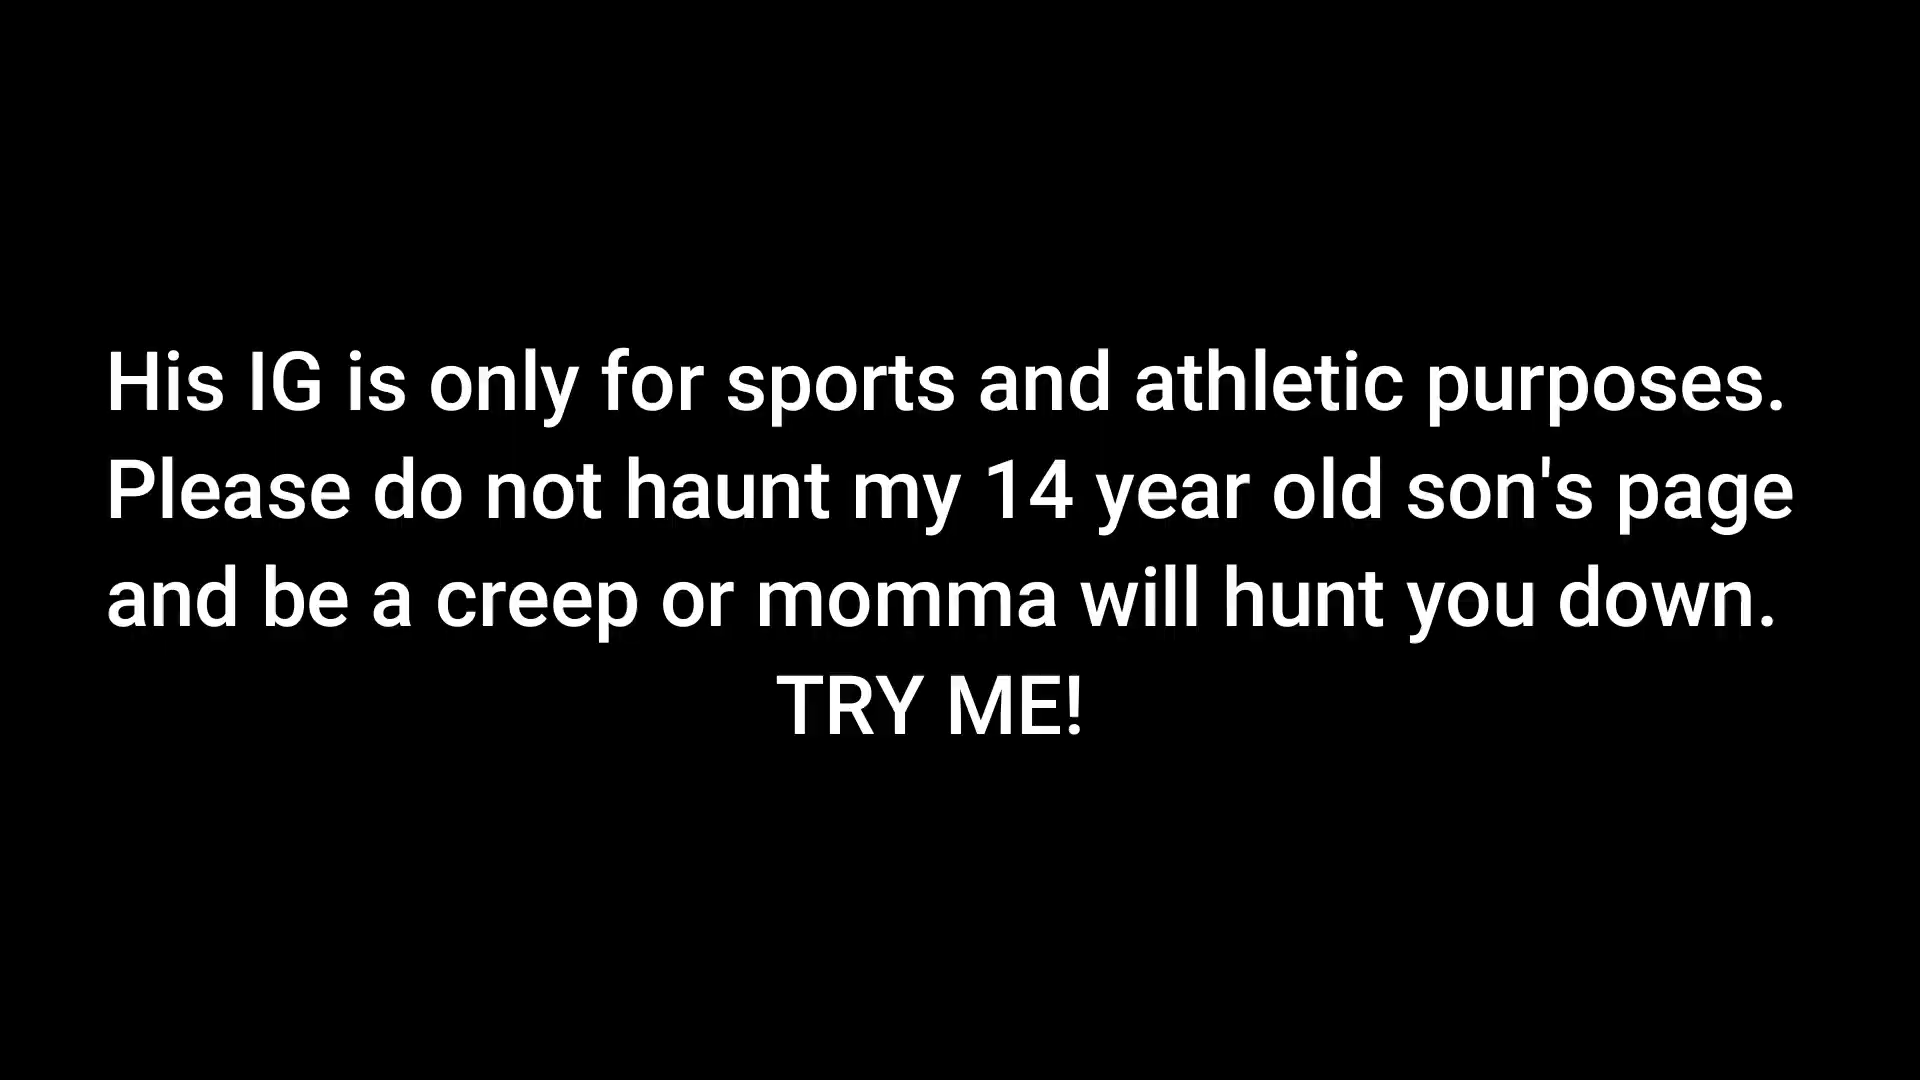 His IG is only for sports and athletic purposes.
Please do not haunt my 14 year old son's page
and be a creep or momma will hunt you down.
TRY ME!